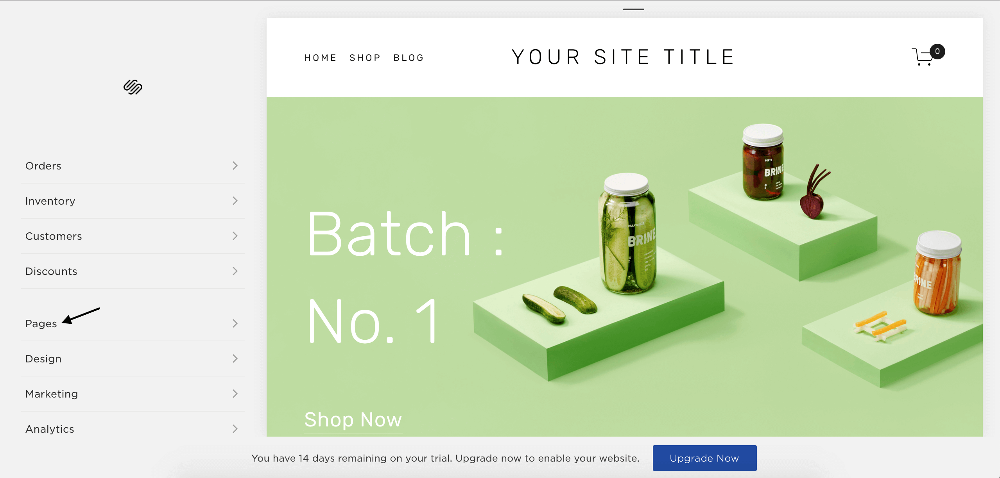 HOME SHOP BLOG
YOUR SITE TITLE
0
Orders
Inventory
Customers
Discounts
Pages
Design
Marketing
Analytics
Batch :
No. 1
Shop Now
BEETS
BRINE
BRINE
BRINE
You have 14 days remaining on your trial. Upgrade now to enable your website.
Upgrade Now